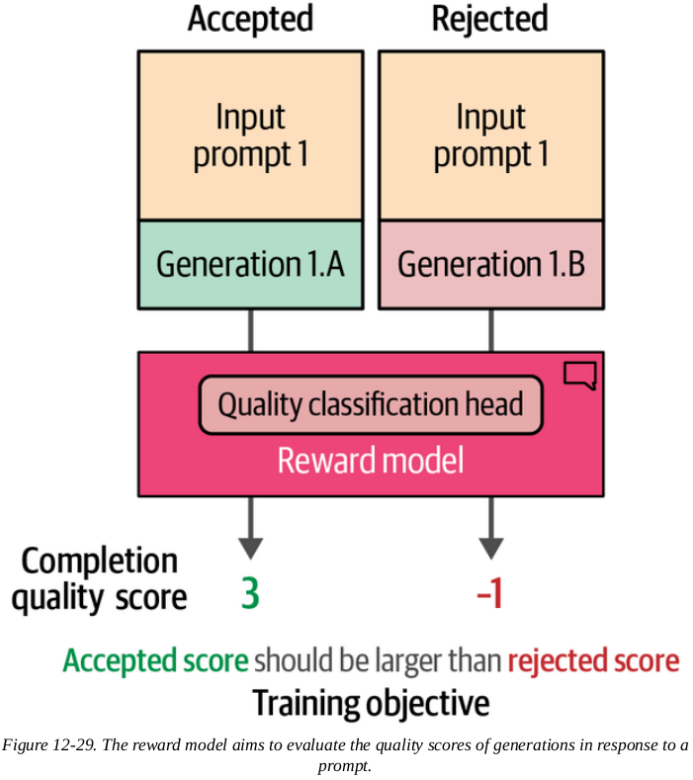 Accepted
Rejected
Input
prompt 1
Input
prompt 1
Generation 1.A
Generation 1.B
Quality classification head
Reward model
Completion
quality score
3
–1
Accepted score should be larger than rejected score
Training objective
Figure 12-29. The reward model aims to evaluate the quality scores of generations in response to a
prompt.